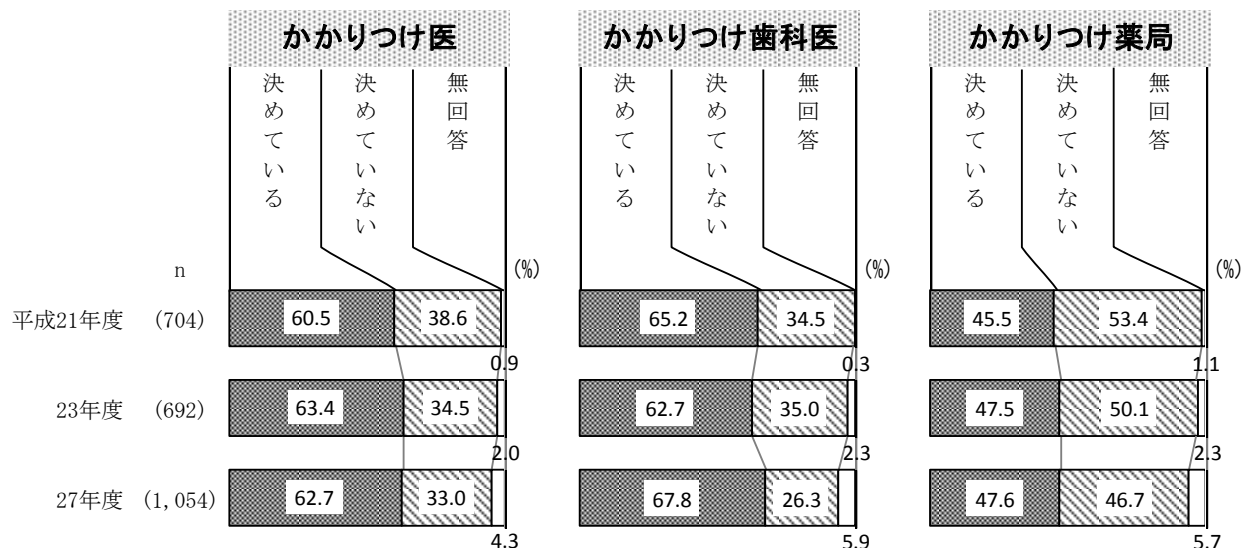 かかりつけ医
かかりつけ歯科医
かかりつけ薬局
決めている
決めていない
無回答
決めている
決めていない
無回答
決めている
決めていない
無回答
n
(%)
(%)
(%)
平成21年度 (704)
60.5
38.6
0.9
65.2
34.5
0.3
45.5
53.4
1.1
23年度 (692)
63.4
34.5
2.0
62.7
35.0
2.3
47.5
50.1
2.3
27年度 (1,054)
62.7
33.0
4.3
67.8
26.3
5.9
47.6
46.7
5.7